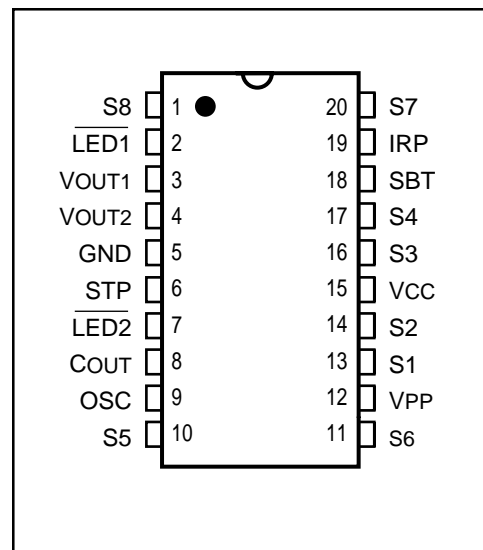 S8 1 20 S7
LED1 2 19 IRP
VOUT1 3 18 SBT
VOUT2 4 17 S4
GND 5 16 S3
STP 6 15 VCC
LED2 7 14 S2
COUT 8 13 S1
OSC 9 12 VPP
S5 10 11 S6